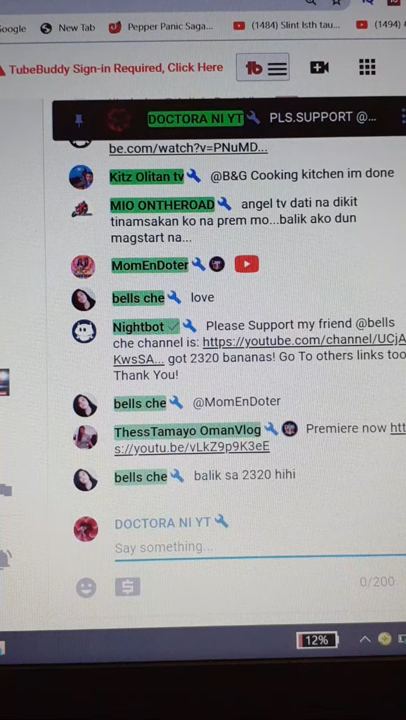 oogle
New Tab
Pepper Panic Saga...
(1484) Slint Isth tau...
(1494)
TubeBuddy Sign-in Required, Click Here
tb
DOCTORA NI YT PLS.SUPPORT @...
be.com/watch?v=PNuMD...
Kitz Olitan tv @B&G Cooking kitchen im done
MIO ONTHEROAD angel tv dati na dikit
tinamsakan ko na prem mo...balik ako dun
magstart na...
MomEnDoter
bells che love
Nightbot Please Support my friend @bells
che channel is: https://youtube.com/channel/UCjA
KwsSA... got 2320 bananas! Go To others links too
Thank You!
bells che @MomEnDoter
ThessTamayo OmanVlog Premiere now htt
s://youtu.be/vLkZ9p9K3eE
bells che balik sa 2320 hihi
DOCTORA NI YT
Say something...
0/200
12%